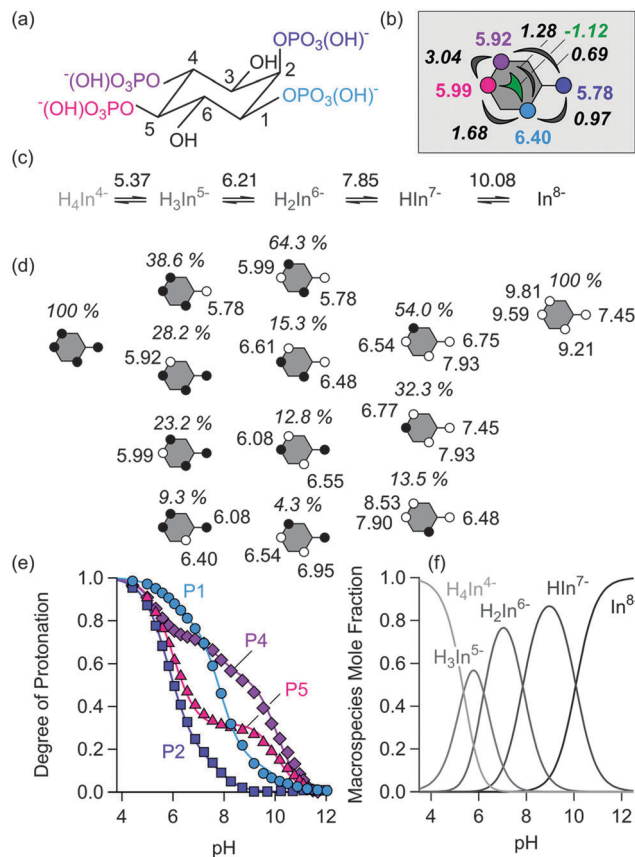 (a)
OPO3(OH)-
-(OH)O3PO
-(OH)O3PO
OH
OPO3(OH)-
OH
4
3
2
5
6
1
(b)
5.92
1.28
-1.12
0.69
3.04
5.99
5.78
1.68
6.40
0.97
(c)
H4In4- 5.37 H3In5- 6.21 H2In6- 7.85 HIn7- 10.08 In8-
(d)
100 %
38.6 %
5.78
28.2 %
5.92
23.2 %
5.99
9.3 %
6.08
6.40
64.3 %
5.99
5.78
15.3 %
6.61
6.48
12.8 %
6.08
6.55
4.3 %
6.54
6.95
54.0 %
6.54
6.75
7.93
32.3 %
6.77
7.45
7.93
13.5 %
8.53
7.90
6.48
100 %
9.81
9.59
7.45
9.21
(e)
Degree of Protonation
1.0
0.8
0.6
0.4
0.2
0.0
P1
P4
P5
P2
4 6 8 10 12
pH
(f)
Macrospecies Mole Fraction
1.0
0.8
0.6
0.4
0.2
0.0
H4In4-
H3In5-
H2In6-
HIn7-
In8-
4 6 8 10 12
pH